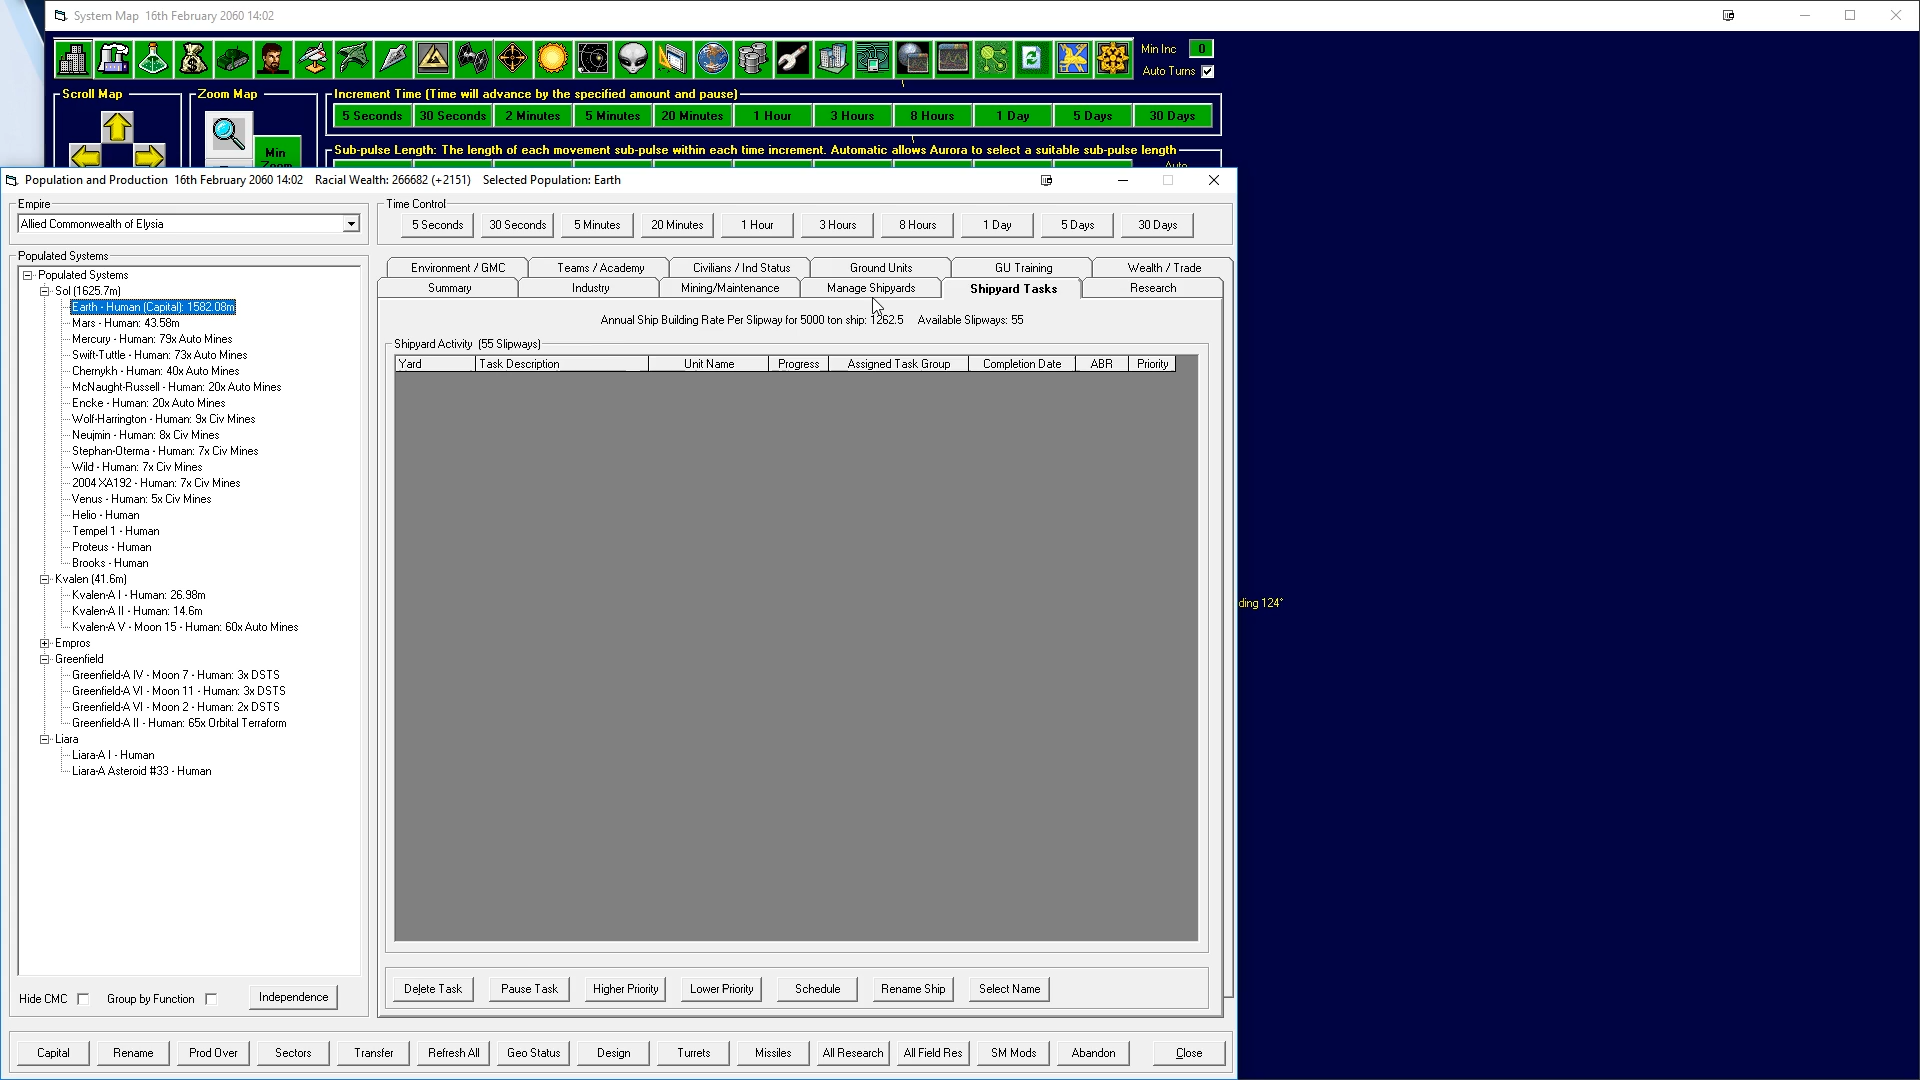 System Map   16th February 2060 14:02
Min Inc 0
Auto Turns
Scroll Map
Zoom Map
Min
Zoom
Increment Time (Time will advance by the specified amount and pause)
5 Seconds 30 Seconds 2 Minutes 5 Minutes 20 Minutes 1 Hour 3 Hours 8 Hours 1 Day 5 Days 30 Days
Sub-pulse Length: The length of each movement sub-pulse within each time increment. Automatic allows Aurora to select a suitable sub-pulse length
Auto
Population and Production   16th February 2060 14:02   Racial Wealth: 266682 (+2151)   Selected Population: Earth
Empire
Allied Commonwealth of Elysia
Populated Systems
Populated Systems
Sol (1625.7m)
Earth - Human (Capital): 1582.08m
Mars - Human: 43.58m
Mercury - Human: 79x Auto Mines
Swift-Tuttle - Human: 73x Auto Mines
Chernykh - Human: 40x Auto Mines
McNaught-Russell - Human: 20x Auto Mines
Encke - Human: 20x Auto Mines
Wolf-Harrington - Human: 9x Civ Mines
Neujmin - Human: 8x Civ Mines
Stephan-Oterma - Human: 7x Civ Mines
Wild - Human: 7x Civ Mines
2004 XA192 - Human: 7x Civ Mines
Venus - Human: 5x Civ Mines
Helio - Human
Tempel 1 - Human
Proteus - Human
Brooks - Human
Kvalen (41.6m)
Kvalen-A I - Human: 26.98m
Kvalen-A II - Human: 14.6m
Kvalen-A V - Moon 15 - Human: 60x Auto Mines
Empros
Greenfield
Greenfield-A IV - Moon 7 - Human: 3x DSTS
Greenfield-A VI - Moon 11 - Human: 3x DSTS
Greenfield-A VI - Moon 2 - Human: 2x DSTS
Greenfield-A II - Human: 65x Orbital Terraform
Liara
Liara-A I - Human
Liara-A Asteroid #33 - Human
Hide CMC
Group by Function
Independence
Time Control
5 Seconds 30 Seconds 5 Minutes 20 Minutes 1 Hour 3 Hours 8 Hours 1 Day 5 Days 30 Days
Environment / GMC Teams / Academy Civilians / Ind Status Ground Units GU Training Wealth / Trade
Summary Industry Mining/Maintenance Manage Shipyards Shipyard Tasks Research
Annual Ship Building Rate Per Slipway for 5000 ton ship: 1262.5   Available Slipways: 55
Shipyard Activity  (55 Slipways)
Yard Task Description Unit Name Progress Assigned Task Group Completion Date ABR Priority
Delete Task Pause Task Higher Priority Lower Priority Schedule Rename Ship Select Name
Capital Rename Prod Over Sectors Transfer Refresh All Geo Status Design Turrets Missiles All Research All Field Res SM Mods Abandon Close
ding 124°